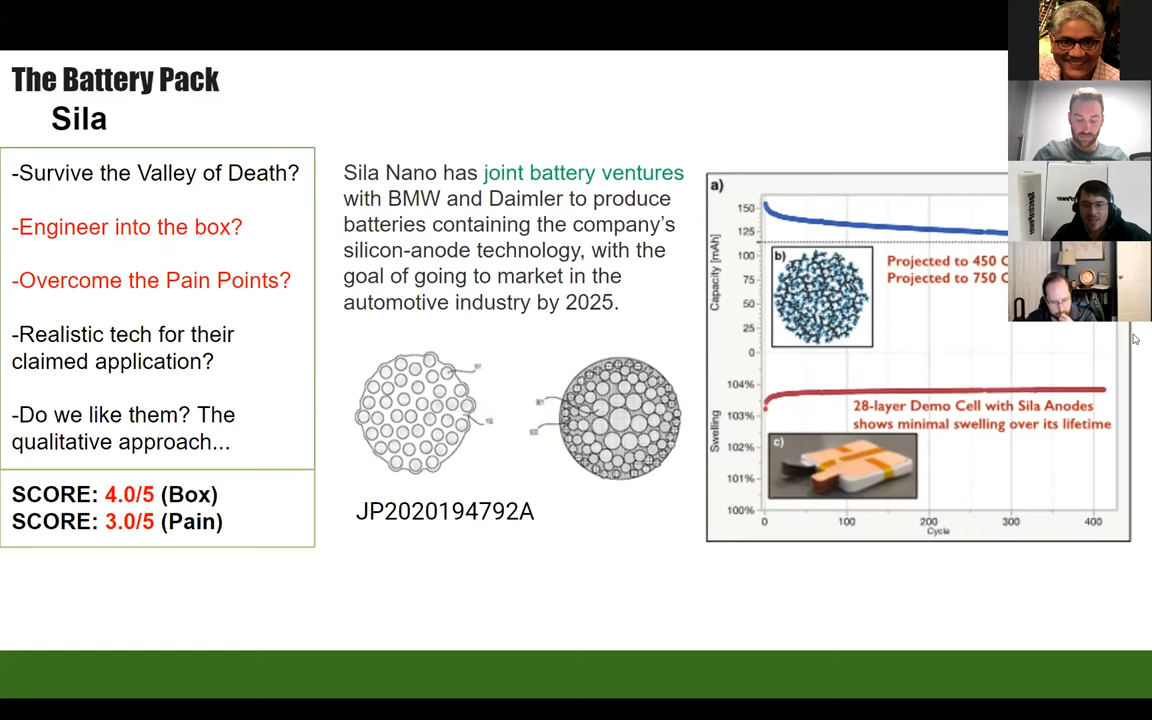 The Battery Pack
Sila
-Survive the Valley of Death?
-Engineer into the box?
-Overcome the Pain Points?
-Realistic tech for their
claimed application?
-Do we like them? The
qualitative approach...
SCORE: 4.0/5 (Box)
SCORE: 3.0/5 (Pain)
Sila Nano has joint battery ventures
with BMW and Daimler to produce
batteries containing the company’s
silicon-anode technology, with the
goal of going to market in the
automotive industry by 2025.
JP2020194792A
a)
Capacity [mAh]
150
125
100
75
50
25
0
b)
Projected to 450 C
Projected to 750 C
Swelling
104%
103%
102%
101%
100%
28-layer Demo Cell with Sila Anodes
shows minimal swelling over its lifetime
c)
0 100 200 300 400
Cycle